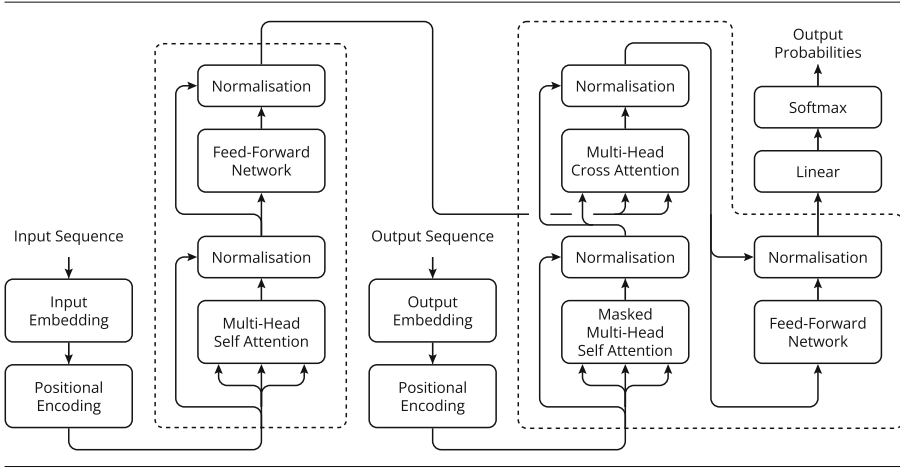 Input Sequence
Input
Embedding
Positional
Encoding
Normalisation
Feed-Forward
Network
Normalisation
Multi-Head
Self Attention
Output Sequence
Output
Embedding
Positional
Encoding
Normalisation
Multi-Head
Cross Attention
Normalisation
Masked
Multi-Head
Self Attention
Output
Probabilities
Softmax
Linear
Normalisation
Feed-Forward
Network